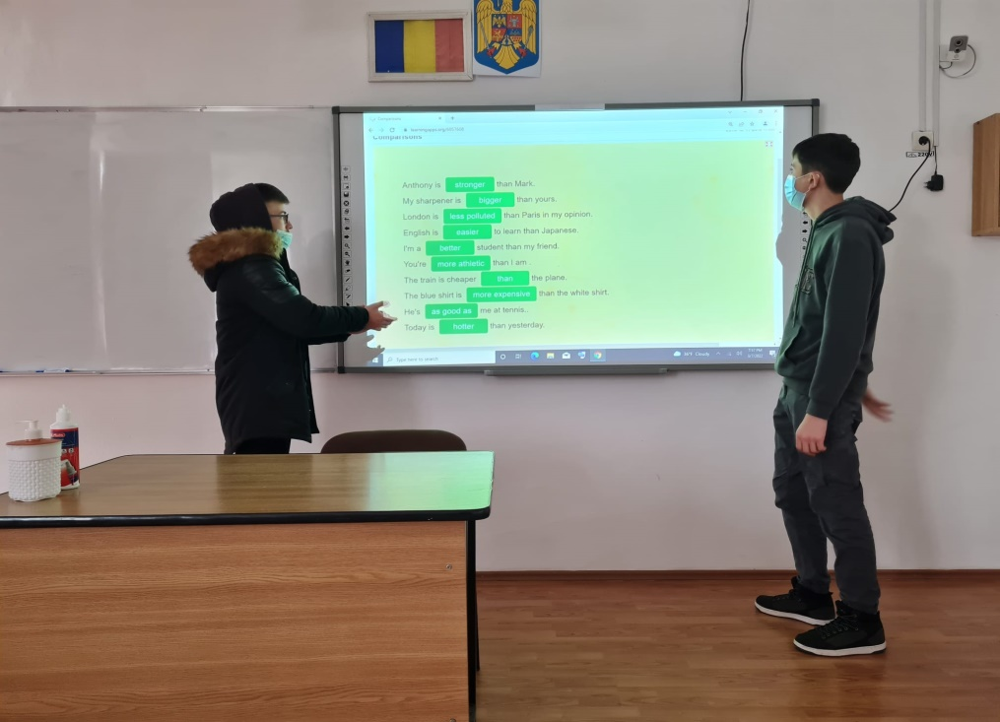 Comparisons
Anthony is stronger than Mark.
My sharpener is bigger than yours.
London is less polluted than Paris in my opinion.
English is easier to learn than Japanese.
I'm a better student than my friend.
You're more athletic than I am .
The train is cheaper than the plane.
The blue shirt is more expensive than the white shirt.
He's as good as me at tennis..
Today is hotter than yesterday.
Type here to search
Cloudy
220V